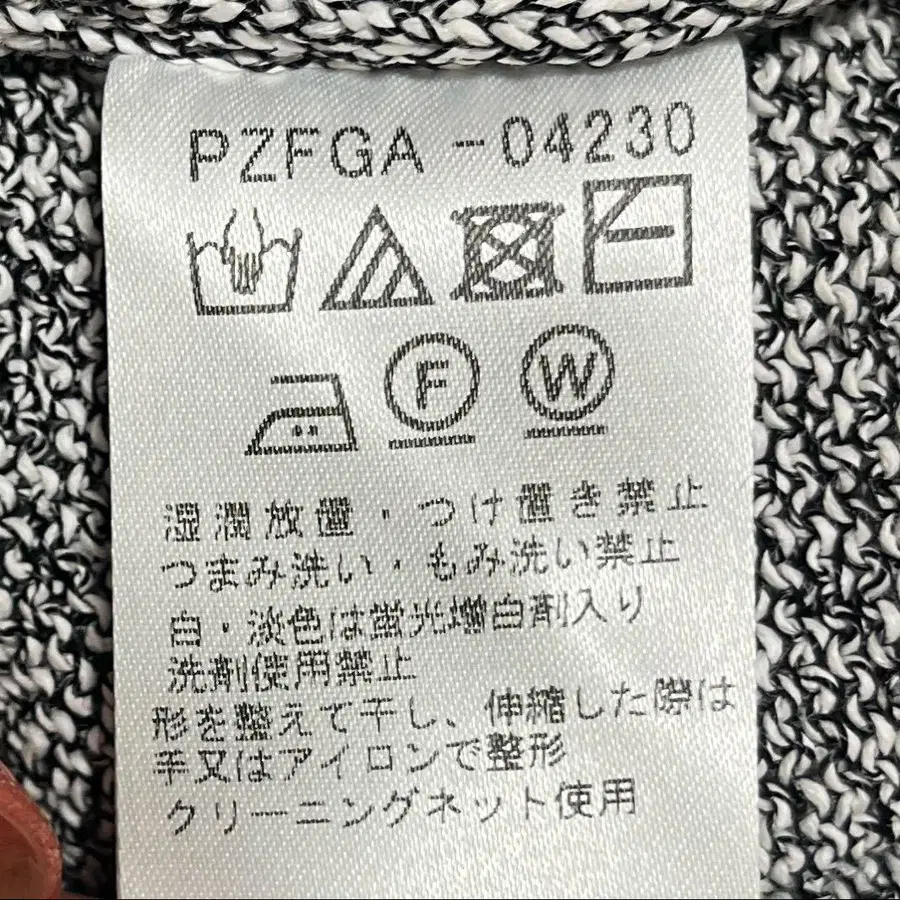 PZFGA -04230
F W
湿潤放置・つけ置き禁止
つまみ洗い・もみ洗い禁止
白・淡色は蛍光増白剤入り
洗剤使用禁止
形を整えて干し、伸縮した際は
手又はアイロンで整形
クリーニングネット使用